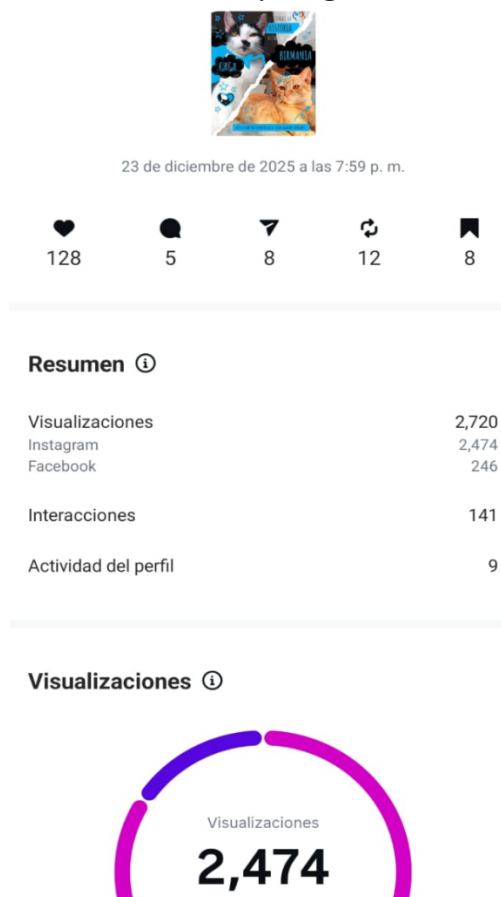 HISTORIA
BIRMANIA
23 de diciembre de 2025 a las 7:59 p. m.
128 5 8 12 8
Resumen
Visualizaciones 2,720
Instagram 2,474
Facebook 246
Interacciones 141
Actividad del perfil 9
Visualizaciones
Visualizaciones
2,474